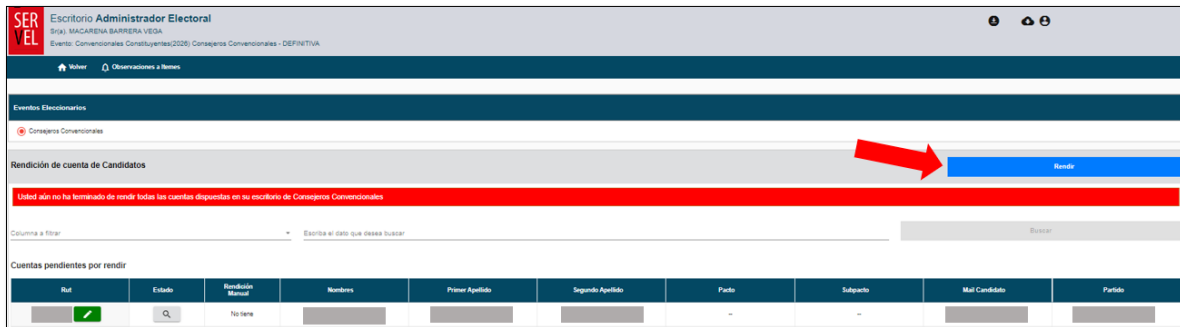 SER
VEL
Escritorio Administrador Electoral
Sr(a). MACARENA BARRERA VEGA
Evento: Convencionales Constituyentes(2026) Consejeros Convencionales - DEFINITIVA
Volver Observaciones a Itemes
Eventos Eleccionarios
Consejeros Convencionales
Rendición de cuenta de Candidatos
Rendir
Usted aún no ha terminado de rendir todas las cuentas dispuestas en su escritorio de Consejeros Convencionales
Columna a filtrar Escriba el dato que desea buscar Buscar
Cuentas pendientes por rendir
Rut Estado Rendición Manual Nombres Primer Apellido Segundo Apellido Pacto Subpacto Mail Candidato Partido
No tiene -- --